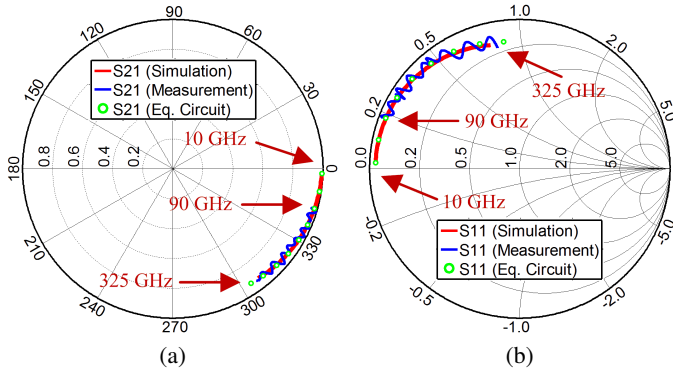 90
120
60
150
30
180
0
210
330
240
300
270
0.8
0.6
0.4
0.2
0.0
S21 (Simulation)
S21 (Measurement)
S21 (Eq. Circuit)
10 GHz
90 GHz
325 GHz
(a)
1.0
0.5
2.0
0.2
5.0
0.0
0.2
0.5
1.0
2.0
5.0
-0.2
-5.0
-0.5
-2.0
-1.0
325 GHz
90 GHz
10 GHz
S11 (Simulation)
S11 (Measurement)
S11 (Eq. Circuit)
(b)